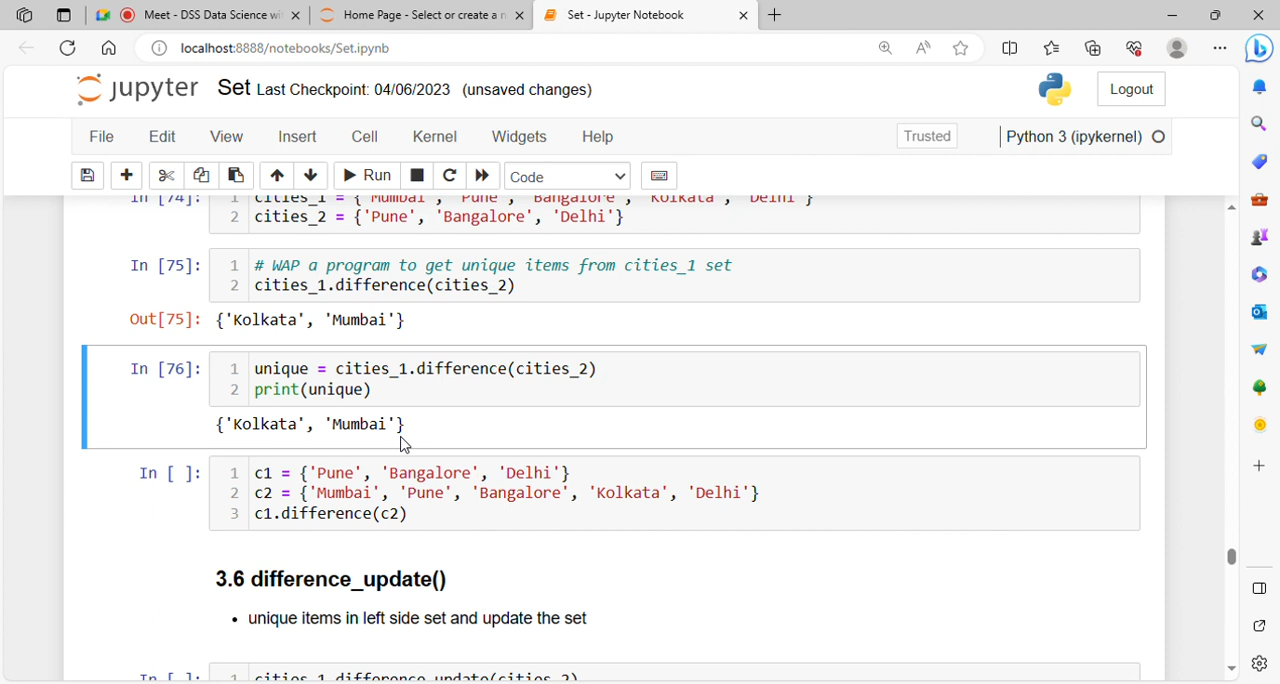 Meet - DSS Data Science wi
Home Page - Select or create a n
Set - Jupyter Notebook
localhost:8888/notebooks/Set.ipynb
jupyter Set Last Checkpoint: 04/06/2023 (unsaved changes)
Logout
File Edit View Insert Cell Kernel Widgets Help
Trusted
Python 3 (ipykernel)
Run
Code
In [74]: 1 cities_1 = {'Mumbai', 'Pune', 'Bangalore', 'Kolkata', 'Delhi'}
2 cities_2 = {'Pune', 'Bangalore', 'Delhi'}
In [75]: 1 # WAP a program to get unique items from cities_1 set
2 cities_1.difference(cities_2)
Out[75]: {'Kolkata', 'Mumbai'}
In [76]: 1 unique = cities_1.difference(cities_2)
2 print(unique)
{'Kolkata', 'Mumbai'}
In [ ]: 1 c1 = {'Pune', 'Bangalore', 'Delhi'}
2 c2 = {'Mumbai', 'Pune', 'Bangalore', 'Kolkata', 'Delhi'}
3 c1.difference(c2)
3.6 difference_update()
• unique items in left side set and update the set
In [ ]: 1 cities_1.difference_update(cities_2)